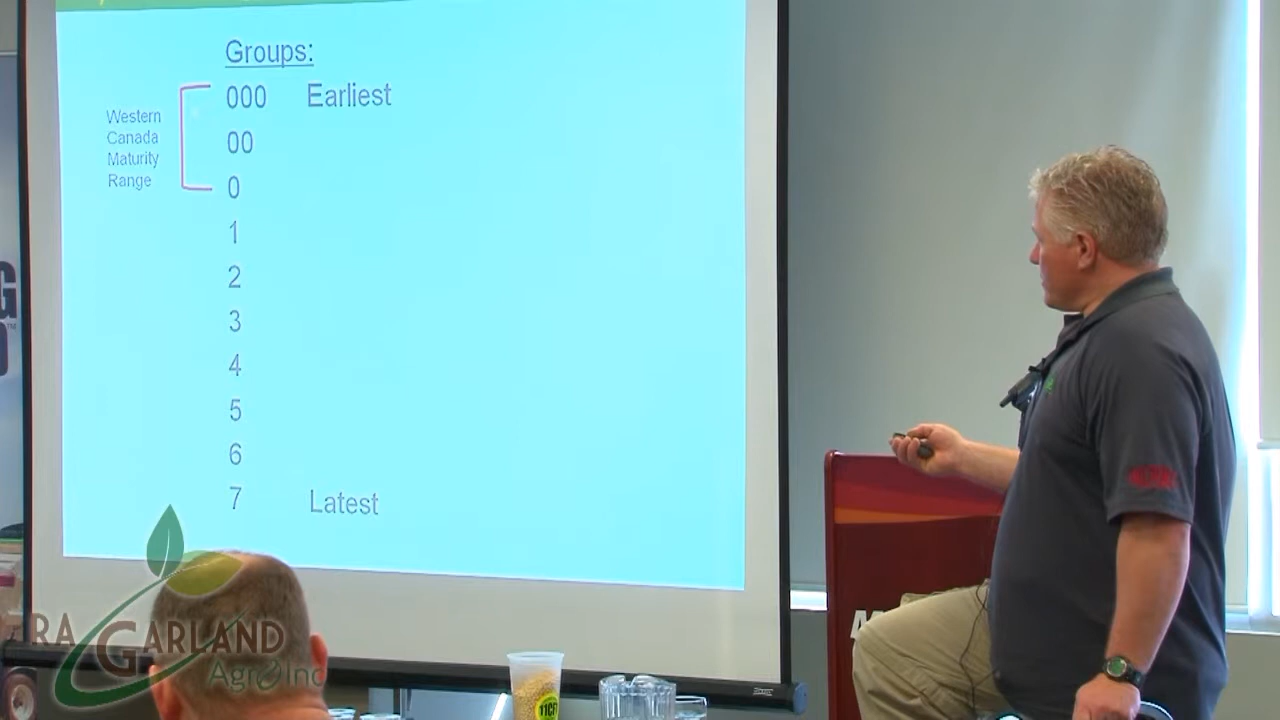 Groups:
000 Earliest
Western
Canada
Maturity
Range
00
0
1
2
3
4
5
6
7 Latest
GARLAND
Agro Inc